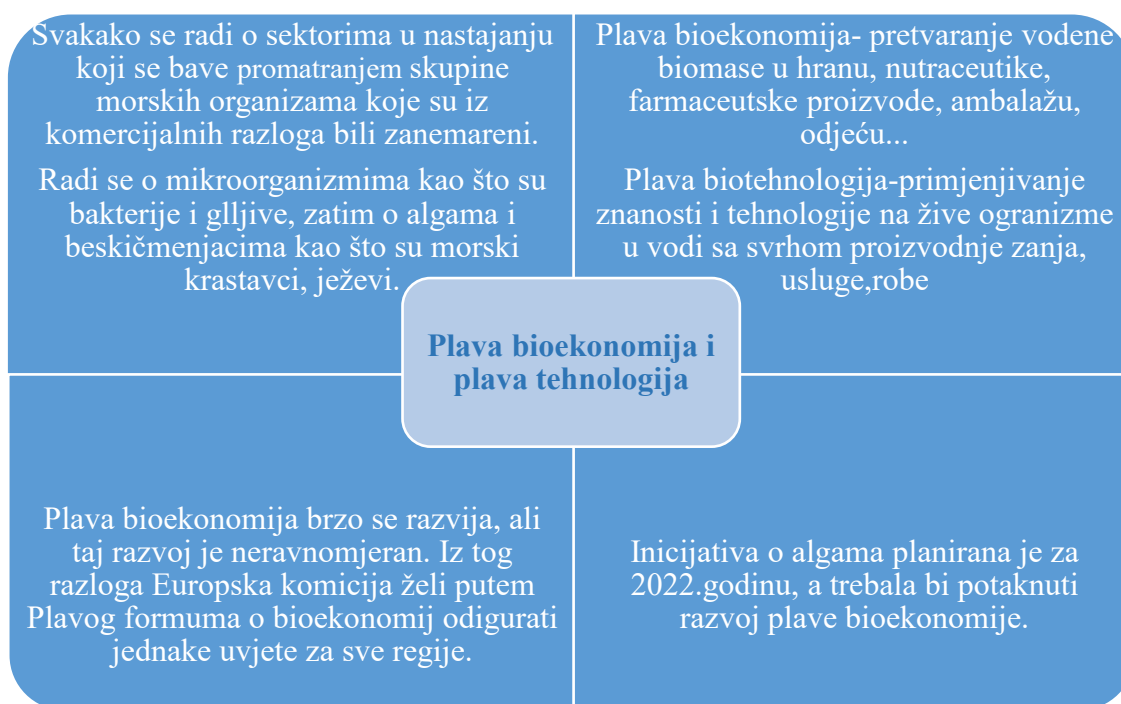 Svakako se radi o sektorima u nastajanju
koji se bave promatranjem skupine
morskih organizama koje su iz
komercijalnih razloga bili zanemareni.
Radi se o mikroorganizmima kao što su
bakterije i glljive, zatim o algama i
beskičmenjacima kao što su morski
krastavci, ježevi.
Plava bioekonomija- pretvaranje vodene
biomase u hranu, nutraceutike,
farmaceutske proizvode, ambalažu,
odjeću...
Plava biotehnologija-primjenjivanje
znanosti i tehnologije na žive ogranizme
u vodi sa svrhom proizvodnje zanja,
usluge,robe
Plava bioekonomija i
plava tehnologija
Plava bioekonomija brzo se razvija, ali
taj razvoj je neravnomjeran. Iz tog
razloga Europska komicija želi putem
Plavog formuma o bioekonomij odigurati
jednake uvjete za sve regije.
Inicijativa o algama planirana je za
2022.godinu, a trebala bi potaknuti
razvoj plave bioekonomije.